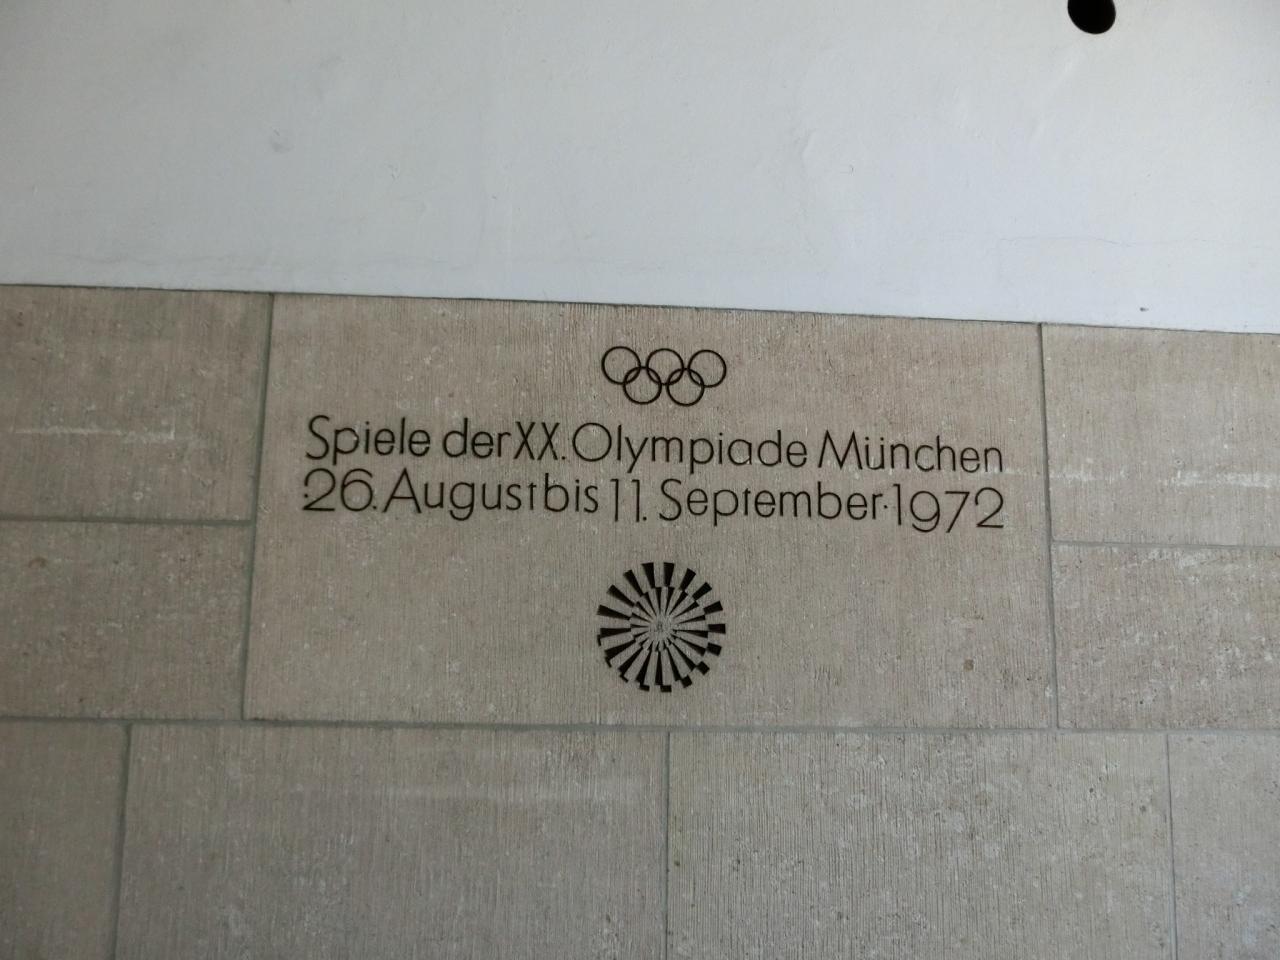 Spiele der XX. Olympiade München
26. August bis 11. September 1972